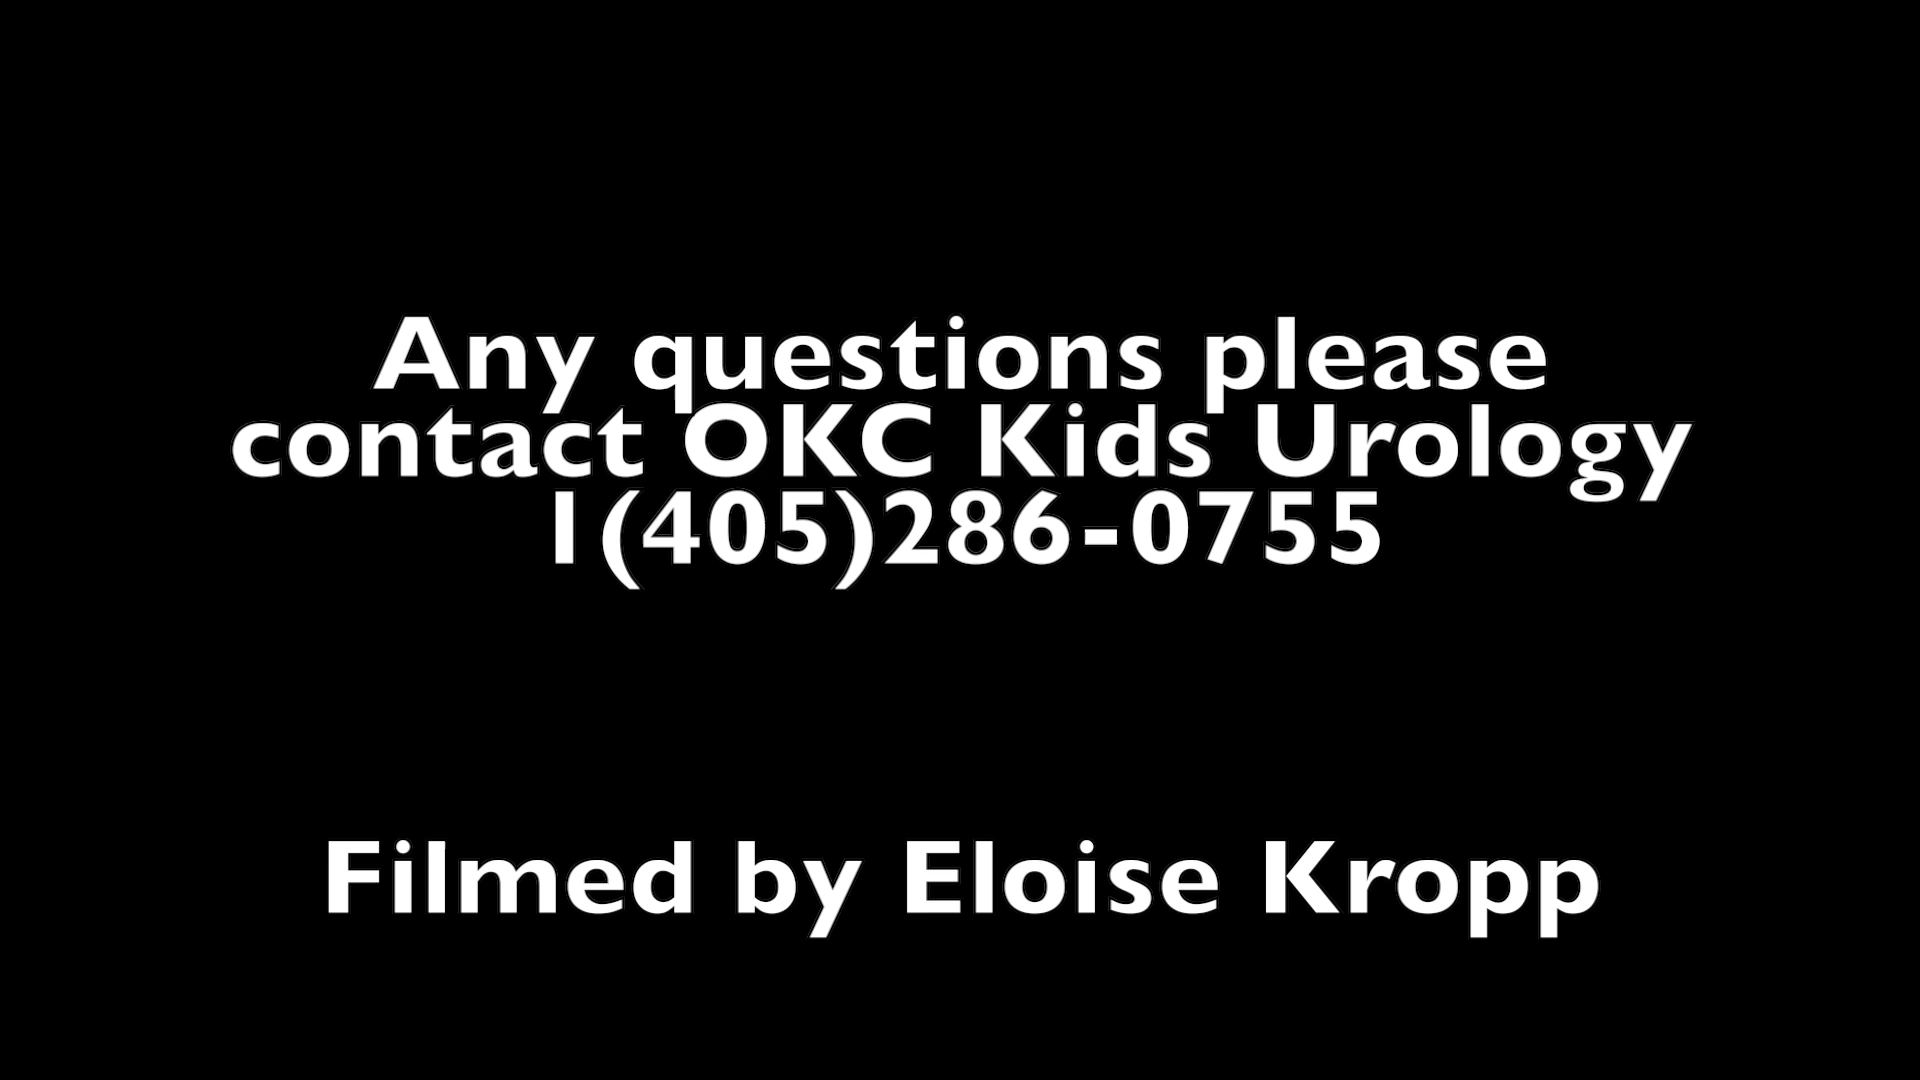 Any questions please
contact OKC Kids Urology
1(405)286-0755
Filmed by Eloise Kropp